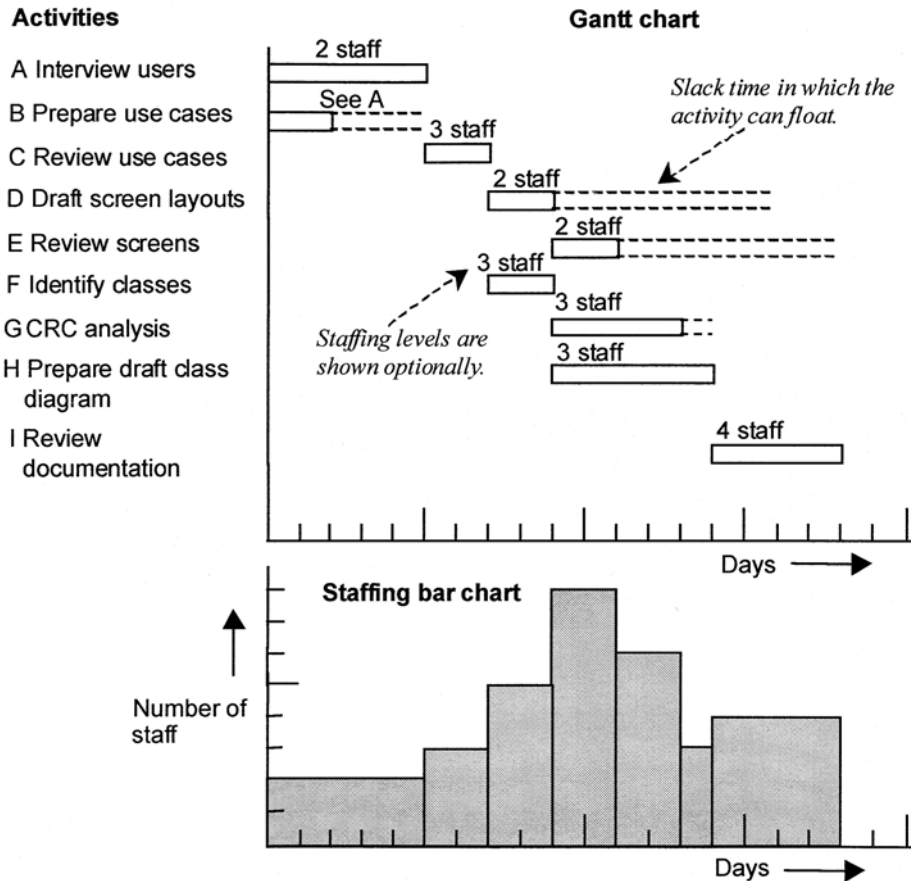 Activities
Gantt chart
A Interview users
2 staff
B Prepare use cases
See A
Slack time in which the
activity can float.
C Review use cases
3 staff
D Draft screen layouts
2 staff
E Review screens
2 staff
F Identify classes
3 staff
G CRC analysis
3 staff
Staffing levels are
shown optionally.
H Prepare draft class
diagram
3 staff
I Review
documentation
4 staff
Days
Staffing bar chart
Number of
staff
Days